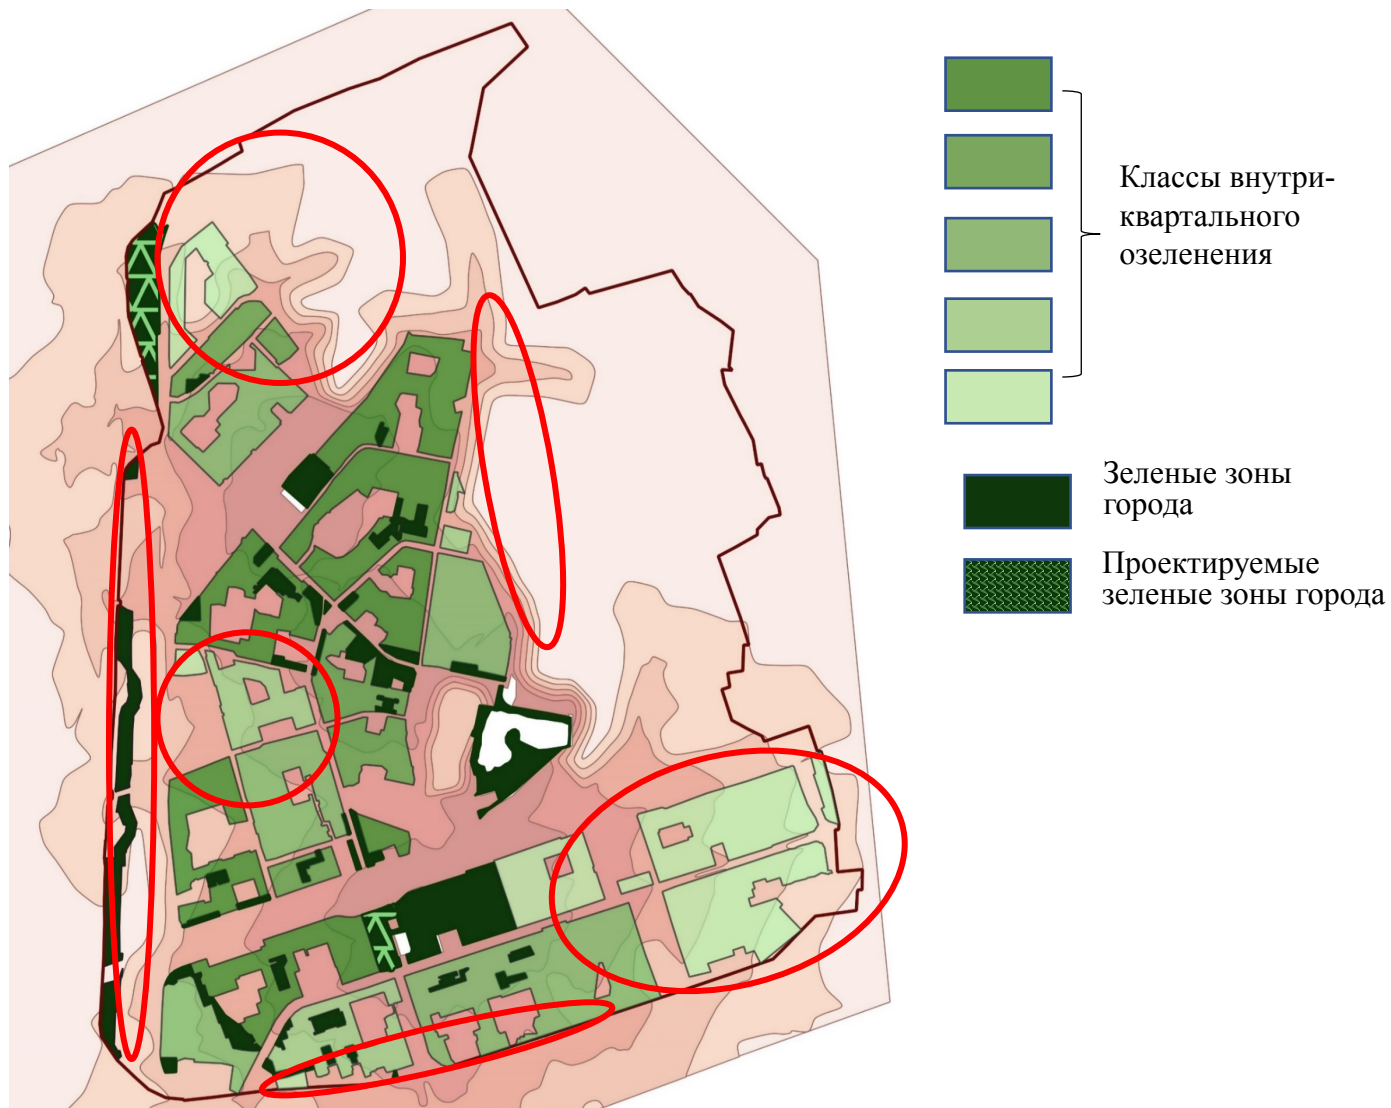 Классы внутри-
квартального
озеленения
Зеленые зоны
города
Проектируемые
зеленые зоны города